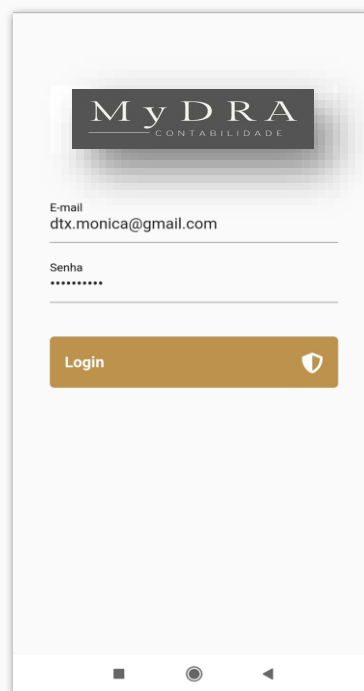 MyDRA
CONTABILIDADE
E-mail
dtx.monica@gmail.com
Senha
••••••••••
Login